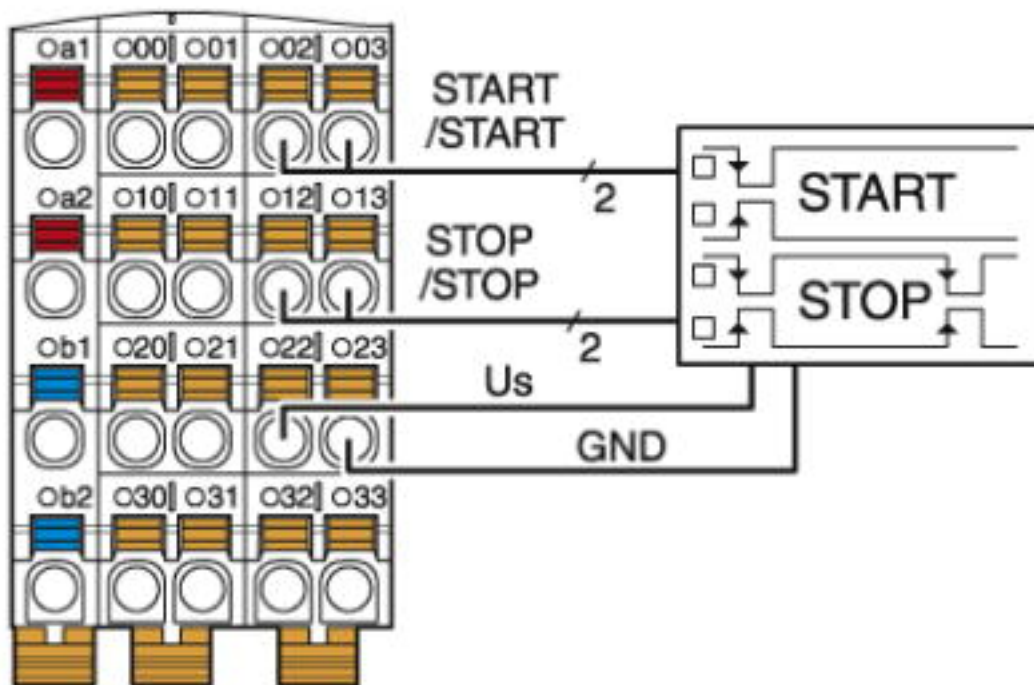 a1 00 01 02 03
START
/START
2
START
a2 10 11 12 13
STOP
/STOP
2
STOP
b1 20 21 22 23
Us
GND
b2 30 31 32 33